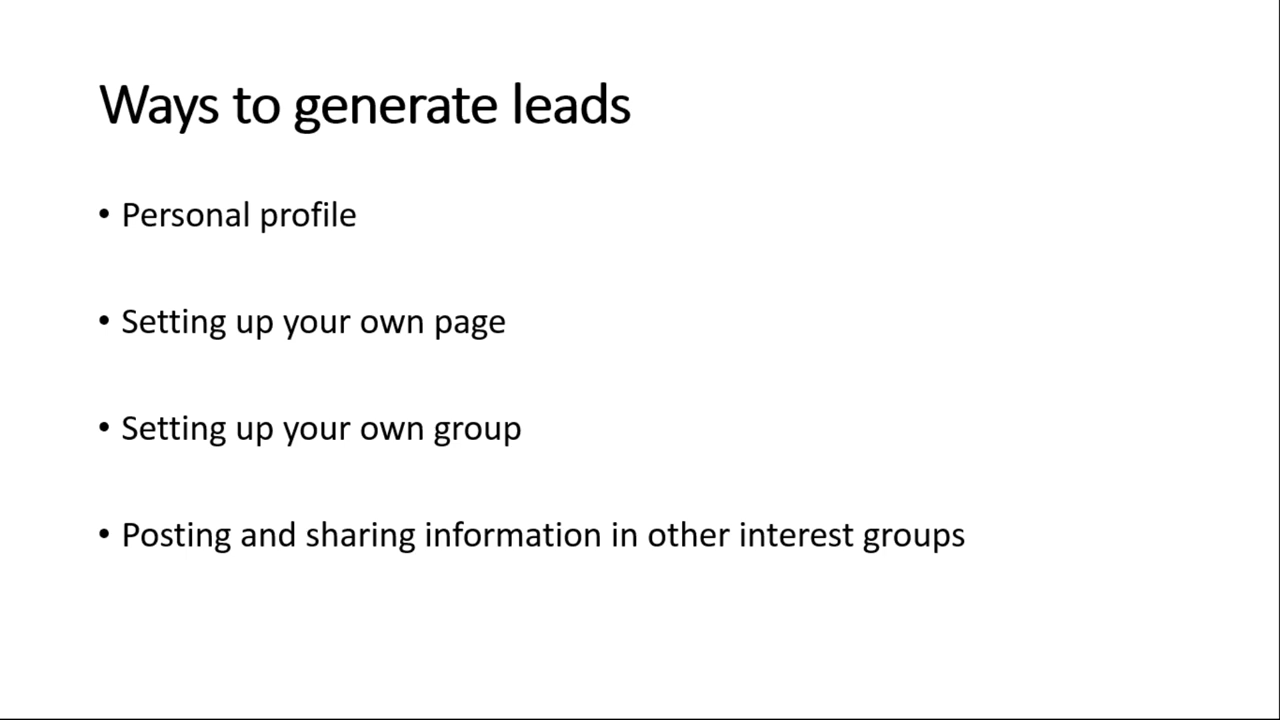 Ways to generate leads
• Personal profile
• Setting up your own page
• Setting up your own group
• Posting and sharing information in other interest groups